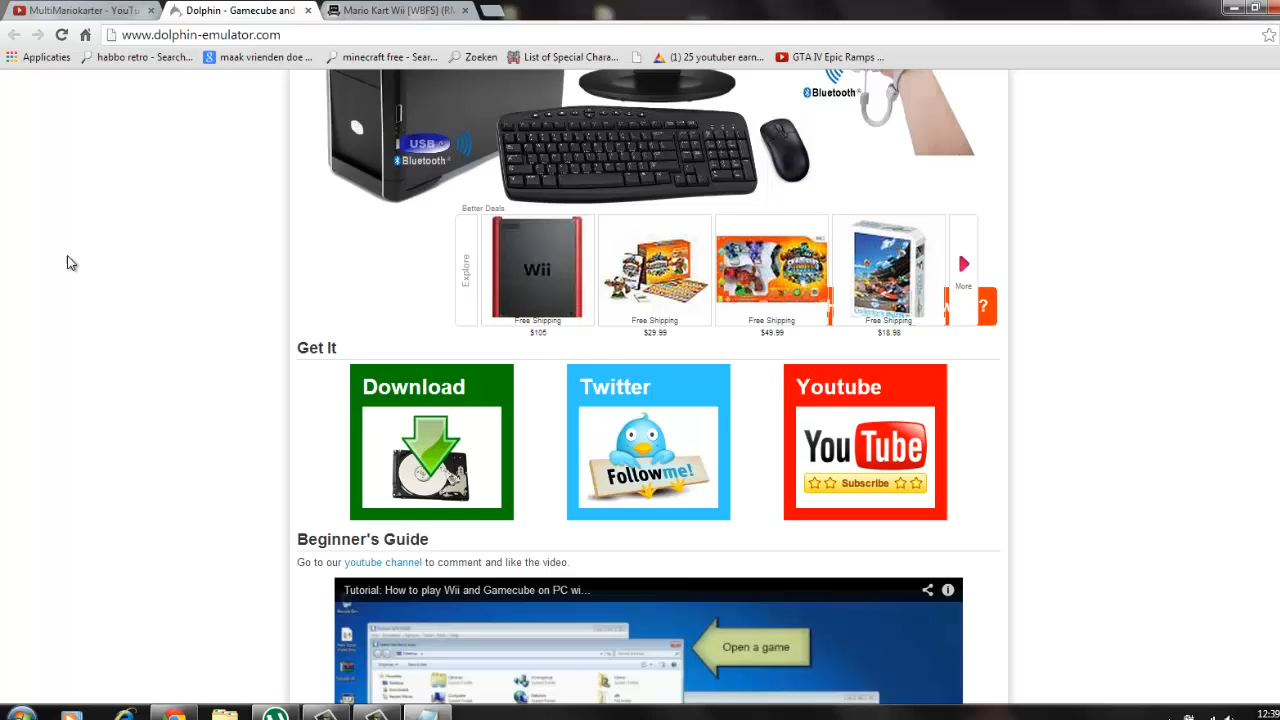 MultiMariokarter - YouTu
Dolphin - Gamecube and
Mario Kart Wii [WBFS] (RM
www.dolphin-emulator.com
Applicaties
habbo retro - Search...
maak vrienden doe ...
minecraft free - Sear...
Zoeken
List of Special Chara...
(1) 25 youtuber earn...
GTA IV Epic Ramps ...
Bluetooth
USB
Bluetooth
Better Deals
Explore
Wii
More
?
Free Shipping
Free Shipping
Free Shipping
Free Shipping
$105
$29.99
$49.99
$18.98
Get It
Download
Twitter
Youtube
Follow me!
YouTube
Subscribe
Beginner's Guide
Go to our youtube channel to comment and like the video.
Tutorial: How to play Wii and Gamecube on PC wi...
Open a game
12:39